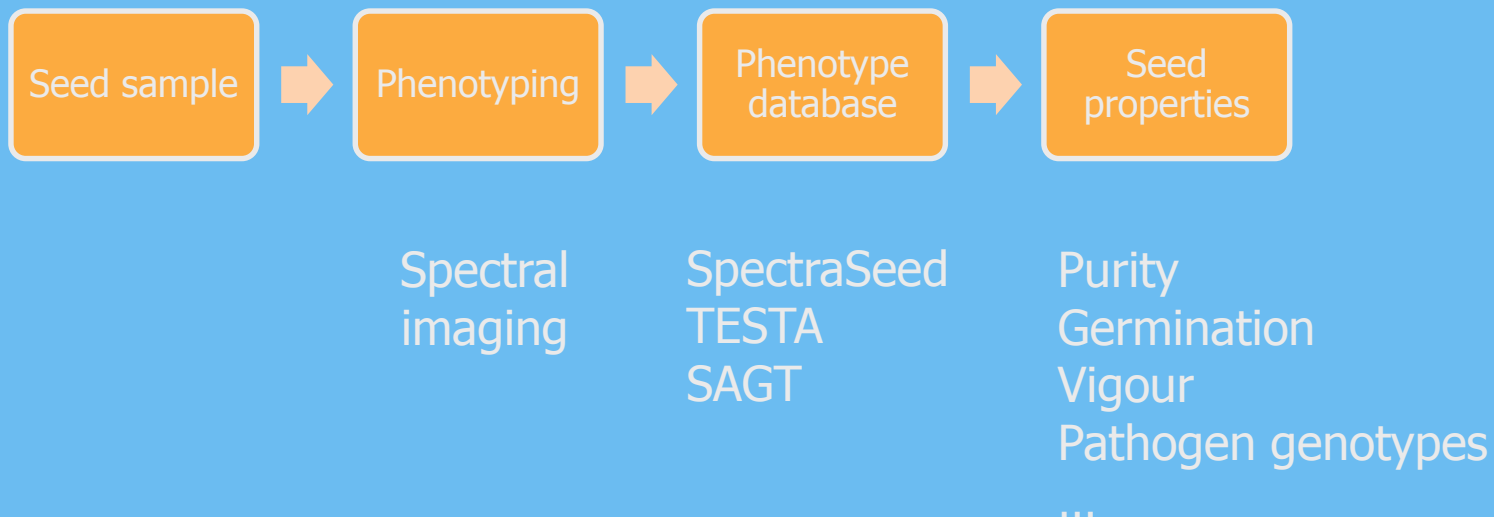 Seed sample
Phenotyping
Phenotype
database
Seed
properties
Spectral
imaging
SpectraSeed
TESTA
SAGT
Purity
Germination
Vigour
Pathogen genotypes
...